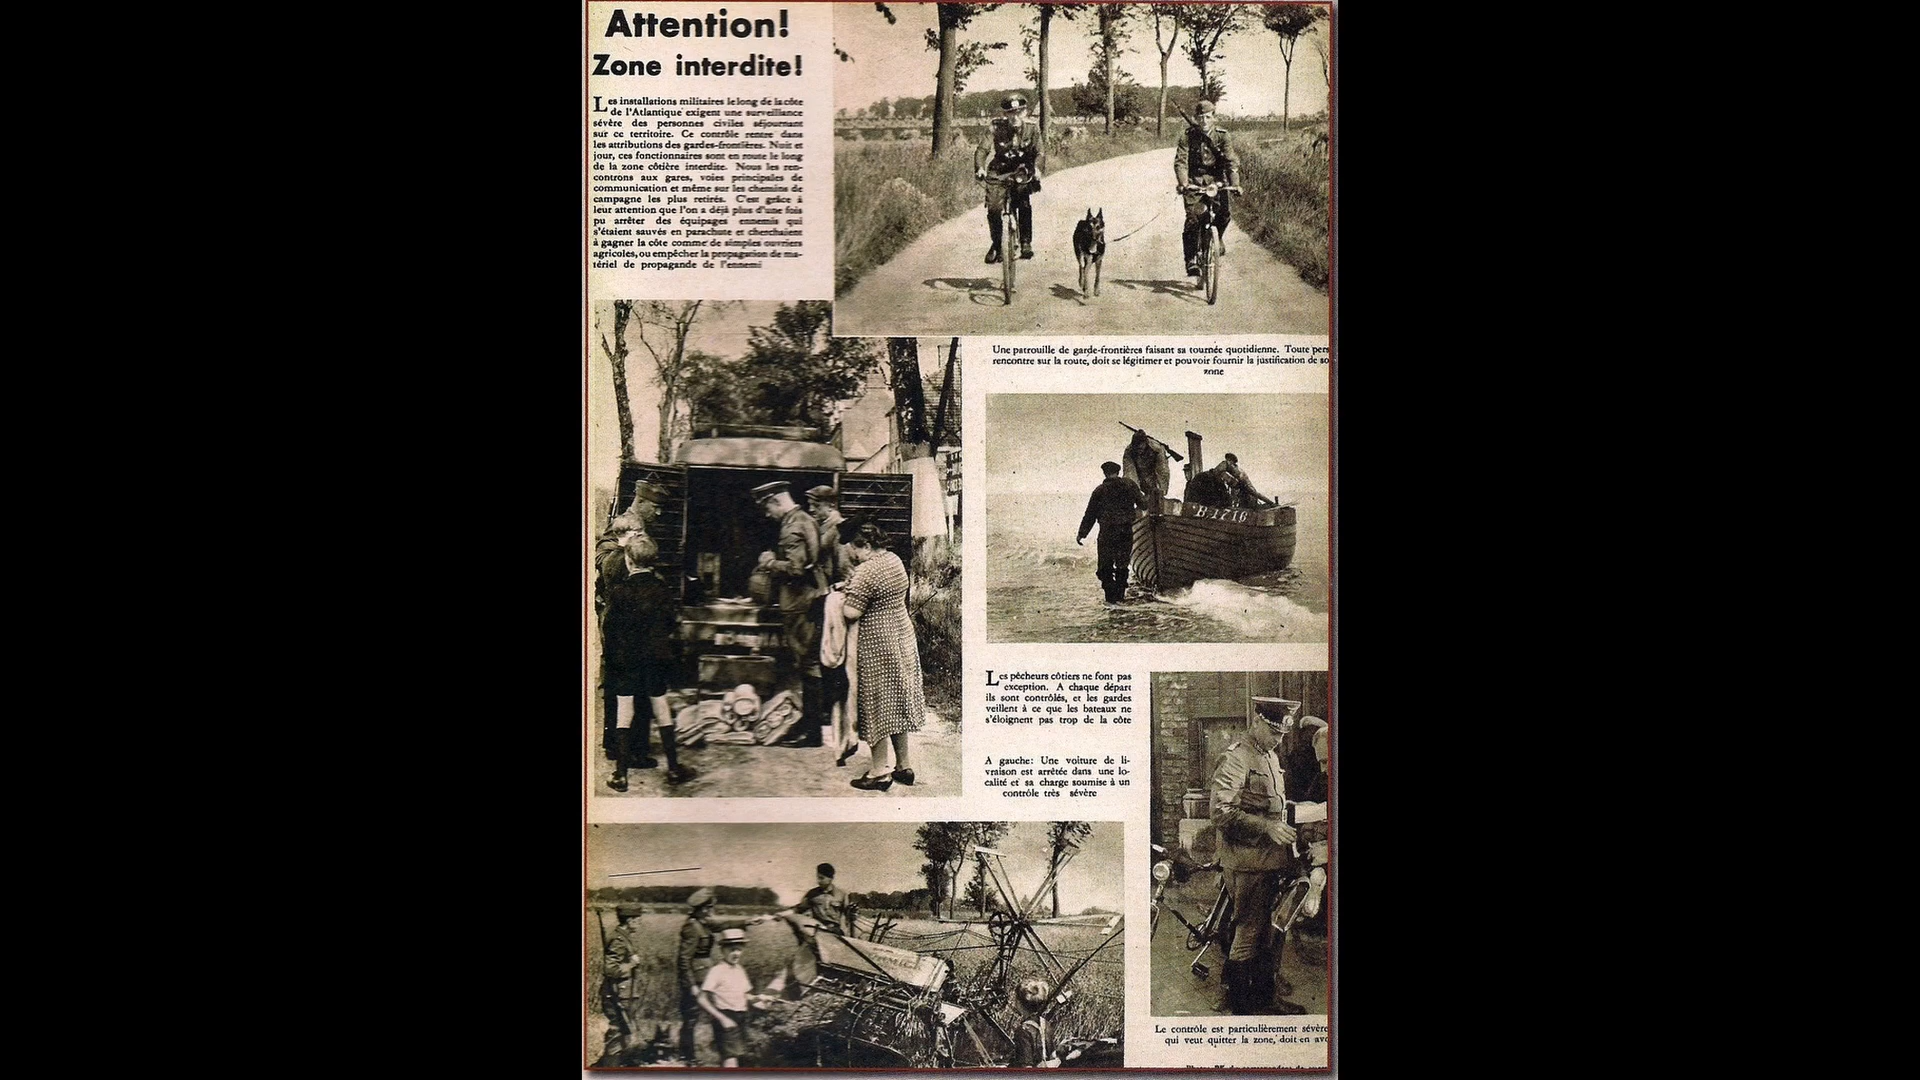 Attention!
Zone interdite!
Les installations militaires le long de la côte
de l'Atlantique exigent une surveillance
sévère des personnes civiles séjournant
sur ce territoire. Ce contrôle rentre dans
les attributions des gardes-frontières. Nuit et
jour, ces fonctionnaires sont en route le long
de la zone côtière interdite. Nous les ren-
controns aux gares, voies principales de
communication et même sur les chemins de
campagne les plus retirés. C'est grâce à
leur attention que l'on a déjà plus d'une fois
pu arrêter des équipages ennemis qui
s'étaient sauvés en parachute et cherchaient
à gagner la côte comme de simples ouvriers
agricoles, ou empêcher la propagation de ma-
tériel de propagande de l'ennemi
Une patrouille de garde-frontières faisant sa tournée quotidienne. Toute pers
rencontre sur la route, doit se légitimer et pouvoir fournir la justification de so
zone
B-1716
Les pêcheurs côtiers ne font pas
exception. A chaque départ
ils sont contrôlés, et les gardes
veillent à ce que les bateaux ne
s'éloignent pas trop de la côte
A gauche: Une voiture de li-
vraison est arrêtée dans une lo-
calité et sa charge soumise à un
contrôle très sévère
Le contrôle est particulièrement sévère
qui veut quitter la zone, doit en avo